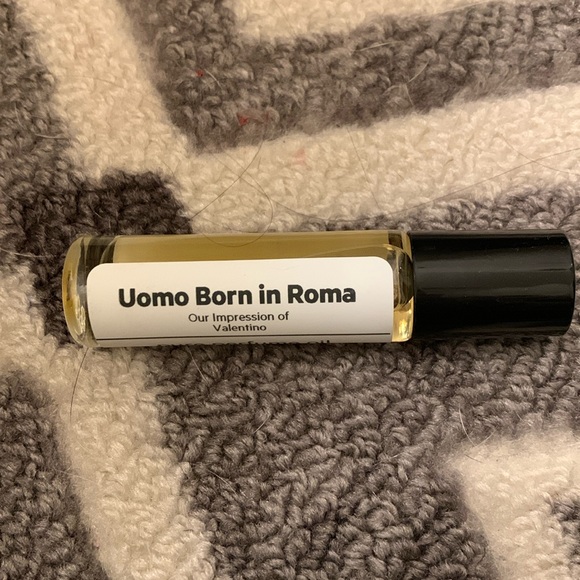 Uomo Born in Roma
Our Impression of
Valentino